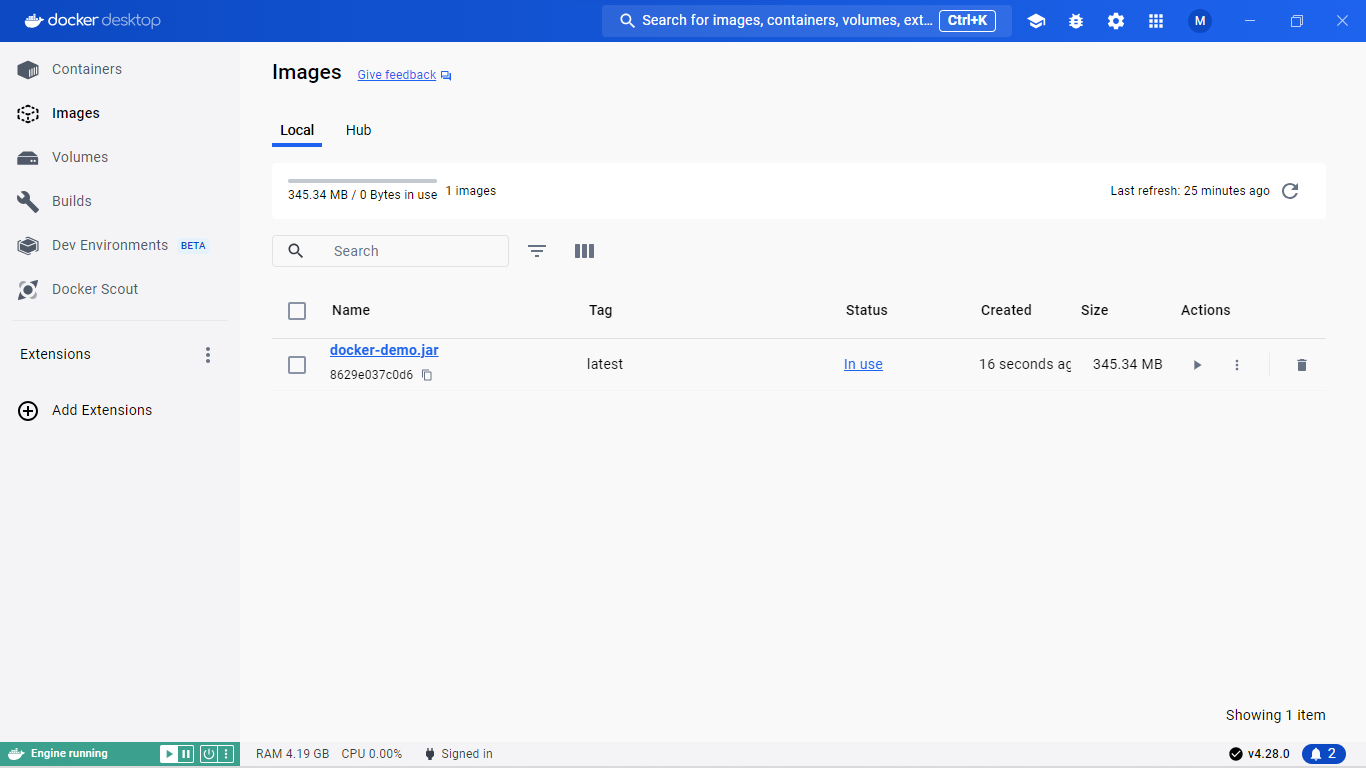 docker desktop
Search for images, containers, volumes, ext... Ctrl+K
M
Containers
Images
Volumes
Builds
Dev Environments BETA
Docker Scout
Extensions
Add Extensions
Images Give feedback
Local Hub
345.34 MB / 0 Bytes in use 1 images Last refresh: 25 minutes ago
Search
Name Tag Status Created Size Actions
docker-demo.jar
8629e037c0d6
latest In use 16 seconds ag 345.34 MB
Showing 1 item
Engine running RAM 4.19 GB CPU 0.00% Signed in v4.28.0 2